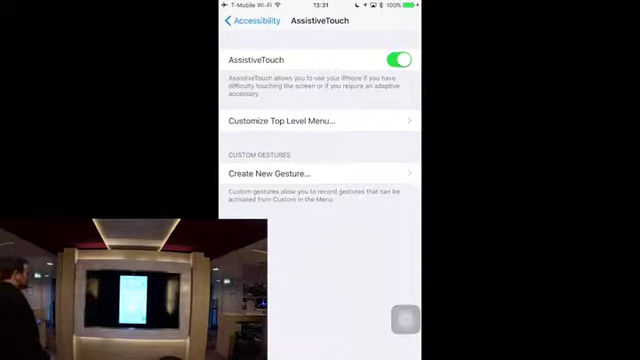 T-Mobile Wi-Fi 13:31 100%
Accessibility AssistiveTouch
AssistiveTouch
AssistiveTouch allows you to use your iPhone if you have
difficulty touching the screen or if you require an adaptive
accessory.
Customize Top Level Menu...
CUSTOM GESTURES
Create New Gesture...
Custom gestures allow you to record gestures that can be
activated from Custom in the Menu.